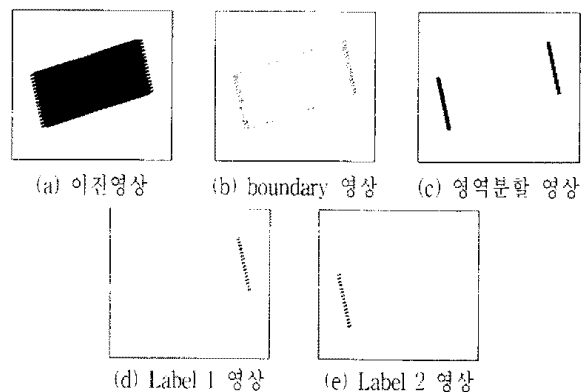 (a) 이진영상
(b) boundary 영상
(c) 영역분할 영상
(d) Label 1 영상
(e) Label 2 영상